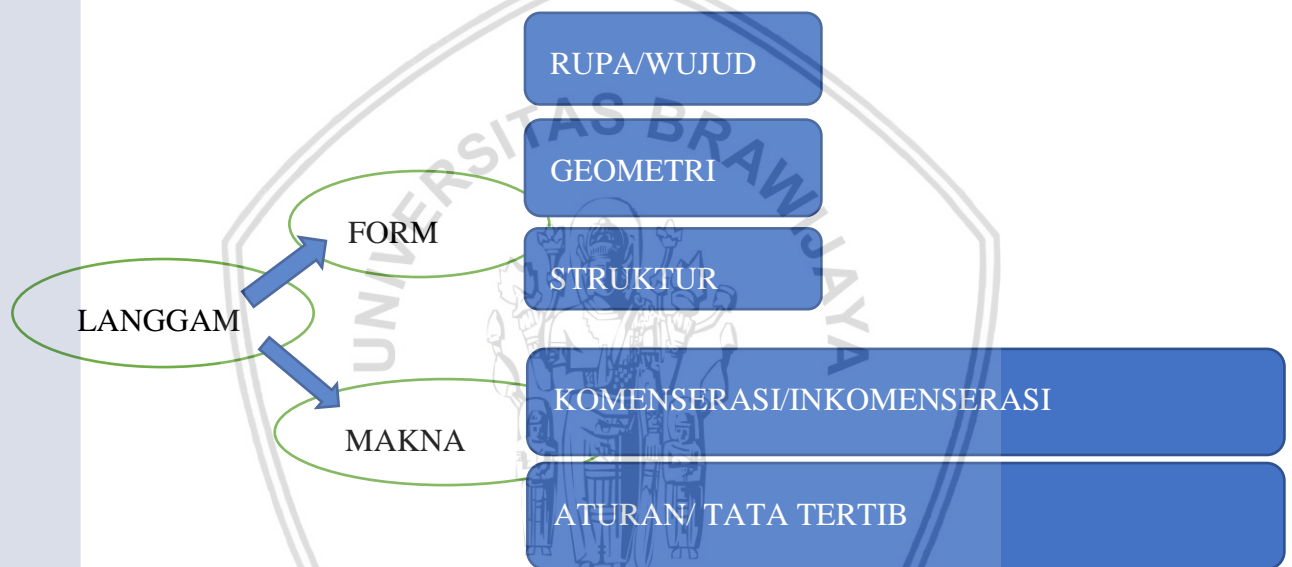 RUPA/WUJUD
UNIVERSITAS BRAWIJAYA
GEOMETRI
FORM
STRUKTUR
LANGGAM
KOMENSERASI/INKOMENSERASI
MAKNA
ATURAN/ TATA TERTIB